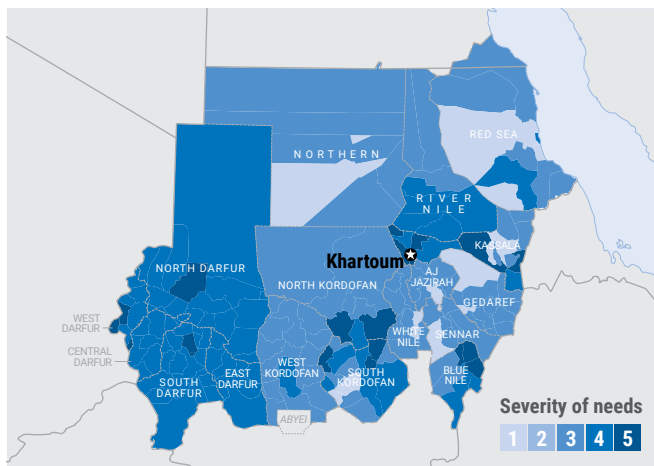 RED SEA
NORTHERN
RIVER
NILE
KASSALA
Khartoum
NORTH DARFUR
AJ
JAZIRAH
NORTH KORDOFAN
GEDAREF
WEST
DARFUR
WHITE
NILE
SENNAR
CENTRAL
DARFUR
WEST
KORDOFAN
SOUTH
KORDOFAN
EAST
DARFUR
BLUE
NILE
SOUTH
DARFUR
ABYEI
Severity of needs
1 2 3 4 5